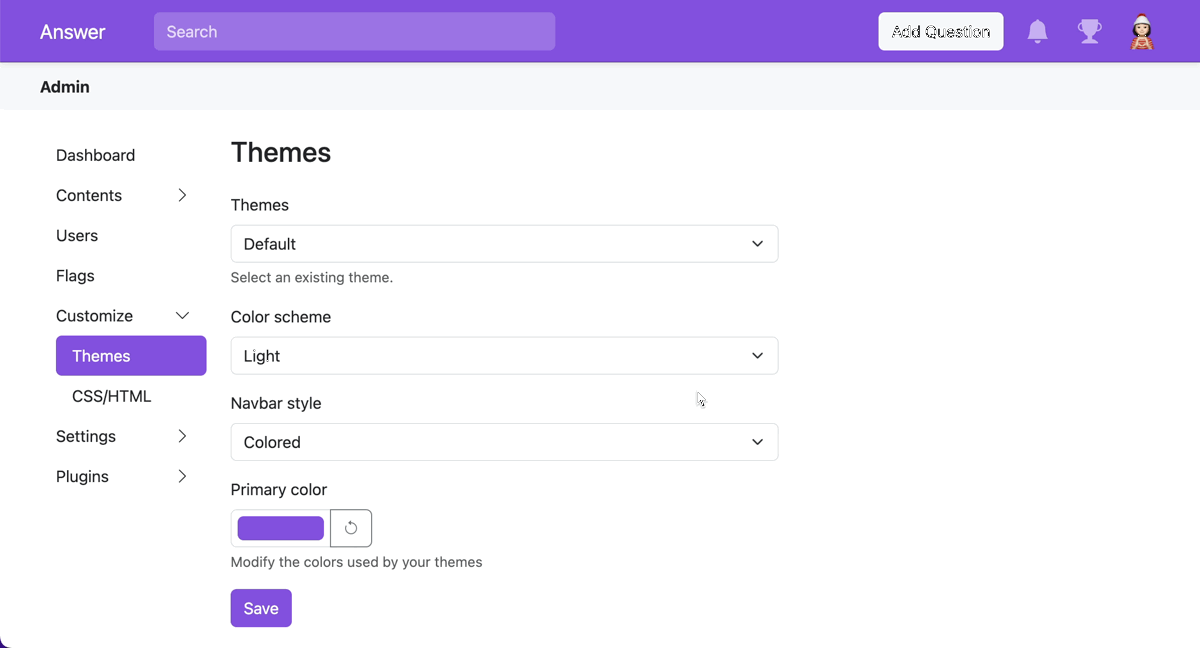 Answer
Search
Add Question
Admin
Dashboard
Contents
Users
Flags
Customize
Themes
CSS/HTML
Settings
Plugins
Themes
Themes
Default
Select an existing theme.
Color scheme
Light
Navbar style
Colored
Primary color
Modify the colors used by your themes
Save